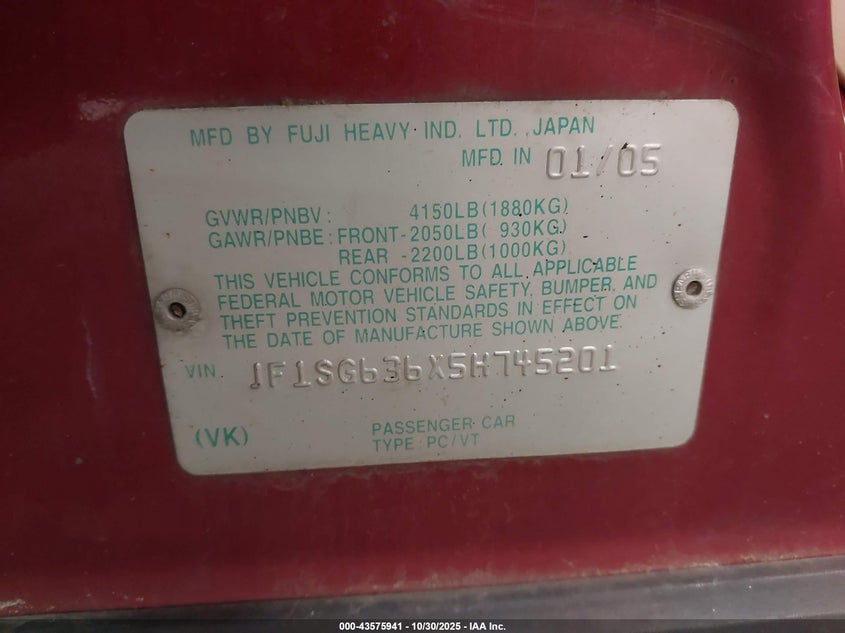 MFD BY FUJI HEAVY IND. LTD. JAPAN
MFD IN 01/05
GVWR/PNBV: 4150LB(1880KG)
GAWR/PNBE: FRONT-2050LB( 930KG)
REAR -2200LB(1000KG)
THIS VEHICLE CONFORMS TO ALL APPLICABLE
FEDERAL MOTOR VEHICLE SAFETY, BUMPER, AND
THEFT PREVENTION STANDARDS IN EFFECT ON
THE DATE OF MANUFACTURE SHOWN ABOVE.
VIN. JF1SG636X5H745201
(VK)
PASSENGER CAR
TYPE: PC/VT
000-43575941 - 10/30/2025 - IAA Inc.